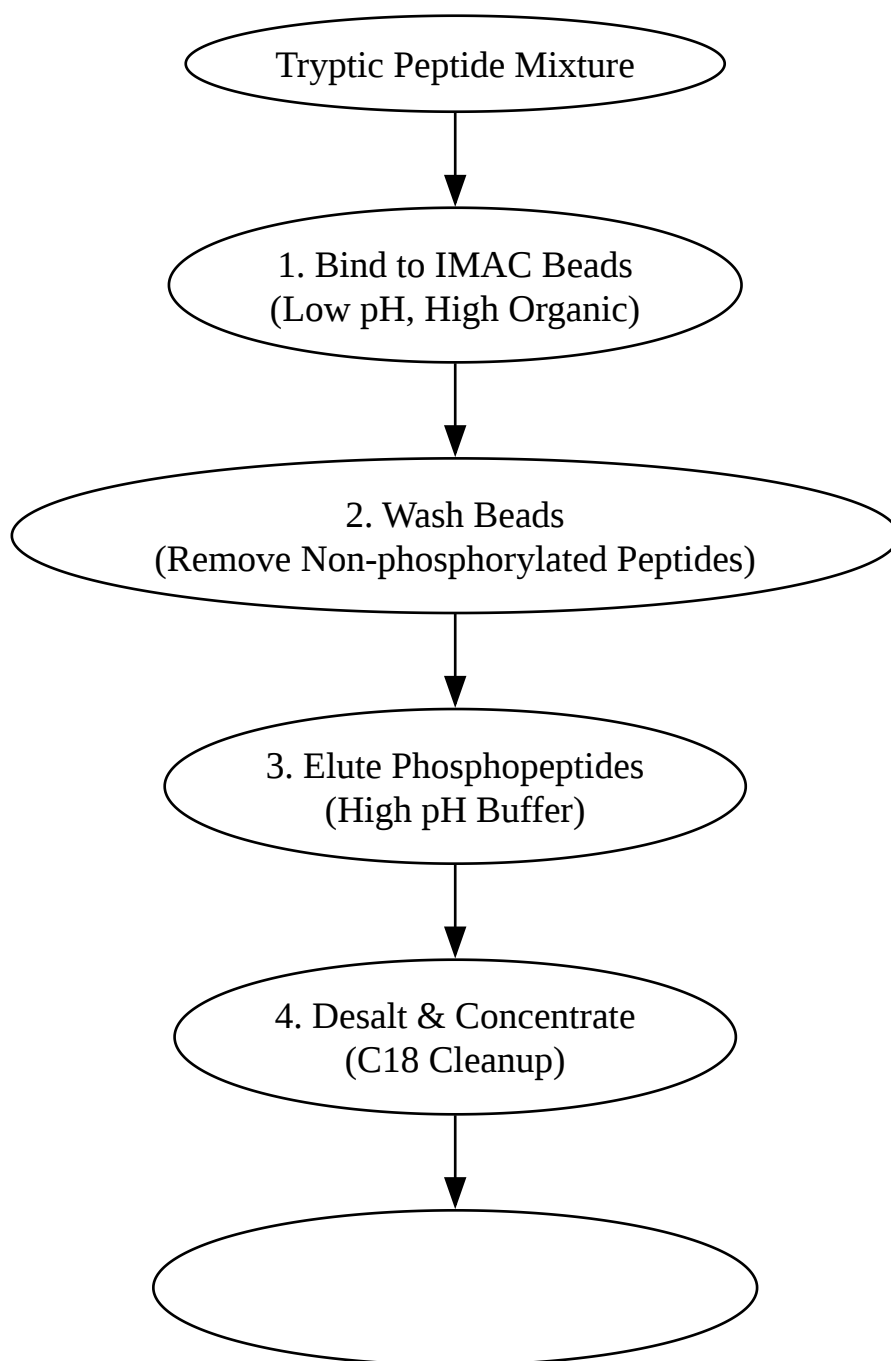 Tryptic Peptide Mixture
1. Bind to IMAC Beads
(Low pH, High Organic)
2. Wash Beads
(Remove Non-phosphorylated Peptides)
3. Elute Phosphopeptides
(High pH Buffer)
4. Desalt & Concentrate
(C18 Cleanup)